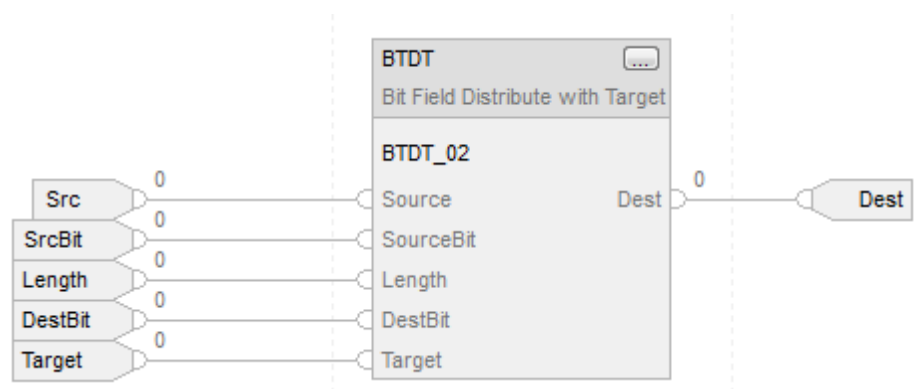 BTDT ...
Bit Field Distribute with Target
BTDT_02
Src 0 Source Dest 0 Dest
SrcBit 0 SourceBit
Length 0 Length
DestBit 0 DestBit
Target 0 Target